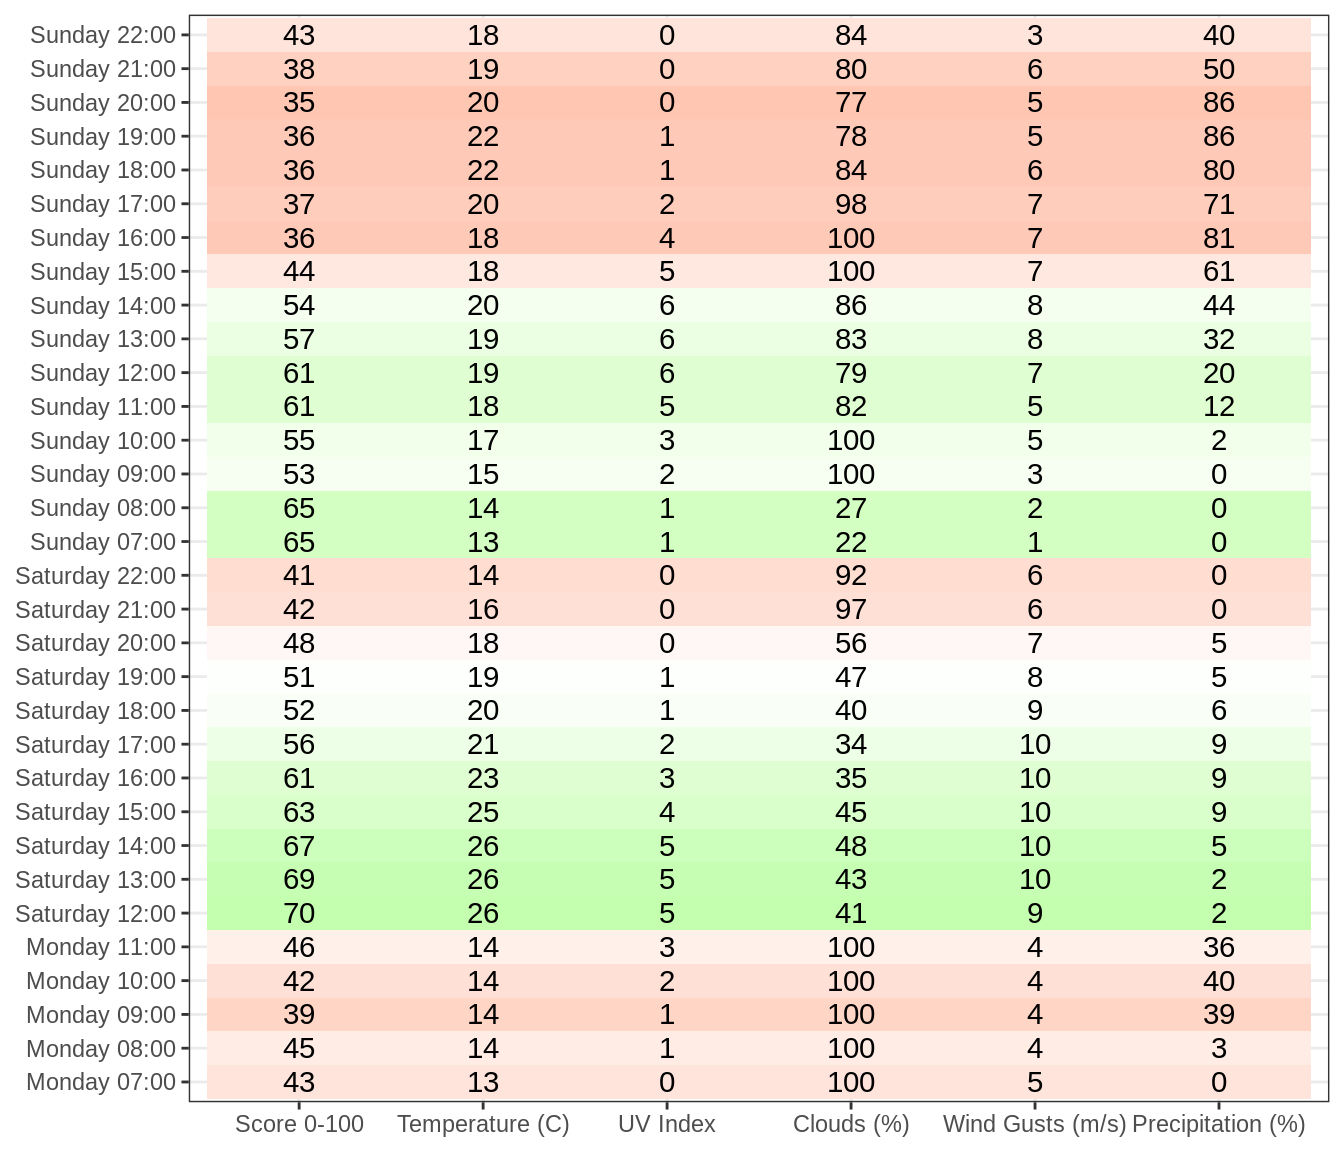 Sunday 22:00 43 18 0 84 3 40
Sunday 21:00 38 19 0 80 6 50
Sunday 20:00 35 20 0 77 5 86
Sunday 19:00 36 22 1 78 5 86
Sunday 18:00 36 22 1 84 6 80
Sunday 17:00 37 20 2 98 7 71
Sunday 16:00 36 18 4 100 7 81
Sunday 15:00 44 18 5 100 7 61
Sunday 14:00 54 20 6 86 8 44
Sunday 13:00 57 19 6 83 8 32
Sunday 12:00 61 19 6 79 7 20
Sunday 11:00 61 18 5 82 5 12
Sunday 10:00 55 17 3 100 5 2
Sunday 09:00 53 15 2 100 3 0
Sunday 08:00 65 14 1 27 2 0
Sunday 07:00 65 13 1 22 1 0
Saturday 22:00 41 14 0 92 6 0
Saturday 21:00 42 16 0 97 6 0
Saturday 20:00 48 18 0 56 7 5
Saturday 19:00 51 19 1 47 8 5
Saturday 18:00 52 20 1 40 9 6
Saturday 17:00 56 21 2 34 10 9
Saturday 16:00 61 23 3 35 10 9
Saturday 15:00 63 25 4 45 10 9
Saturday 14:00 67 26 5 48 10 5
Saturday 13:00 69 26 5 43 10 2
Saturday 12:00 70 26 5 41 9 2
Monday 11:00 46 14 3 100 4 36
Monday 10:00 42 14 2 100 4 40
Monday 09:00 39 14 1 100 4 39
Monday 08:00 45 14 1 100 4 3
Monday 07:00 43 13 0 100 5 0
Score 0-100 Temperature (C) UV Index Clouds (%) Wind Gusts (m/s) Precipitation (%)